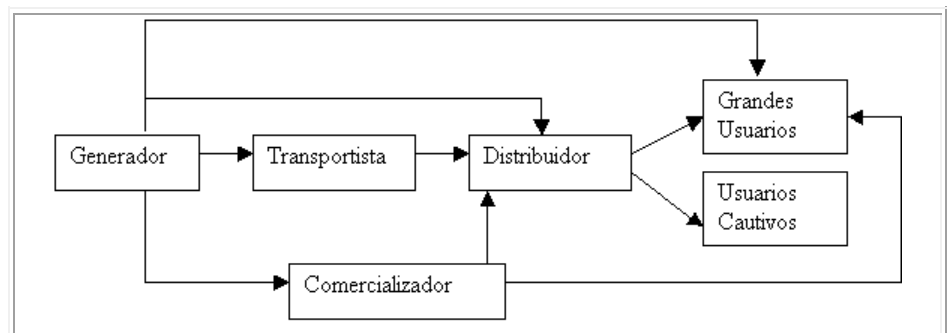 Grandes
Usuarios
Generador
Transportista
Distribuidor
Usuarios
Cautivos
Comercializador